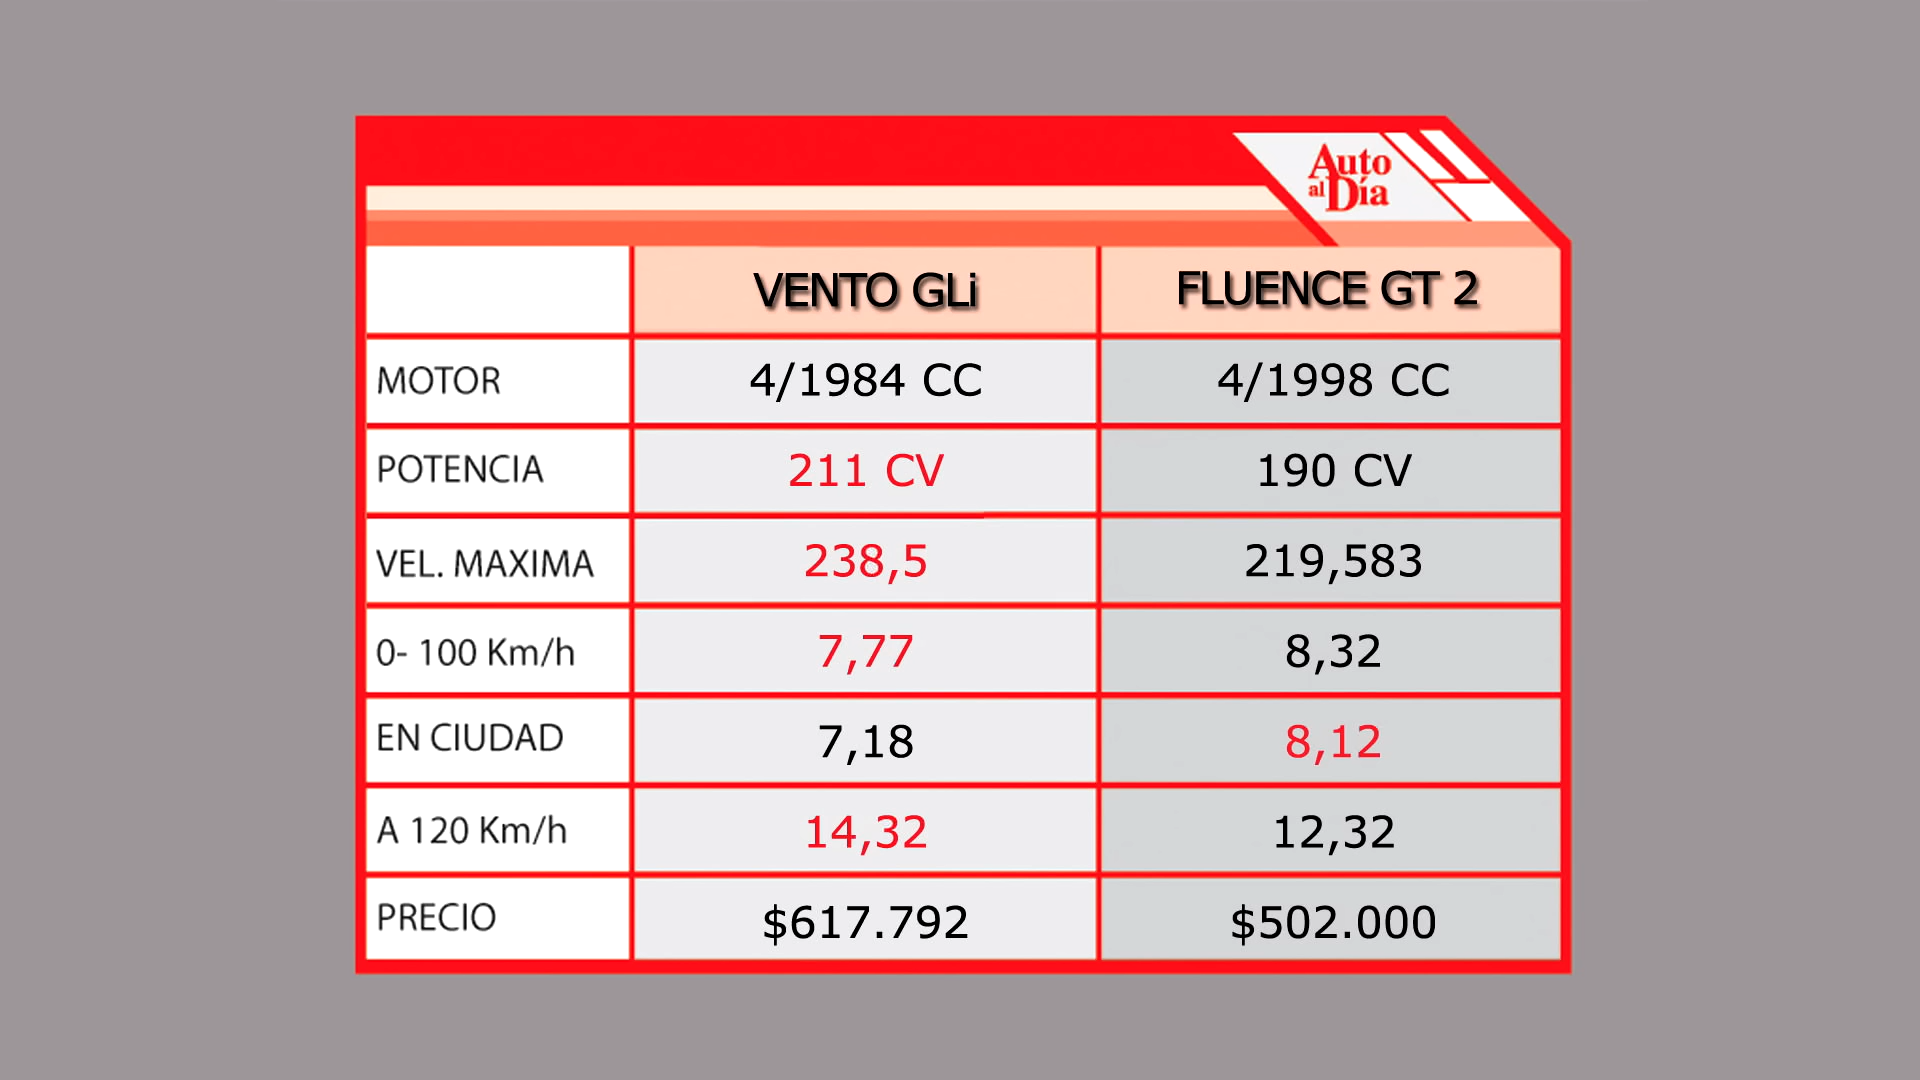 Auto
al Día
VENTO GLi FLUENCE GT 2
MOTOR 4/1984 CC 4/1998 CC
POTENCIA 211 CV 190 CV
VEL. MAXIMA 238,5 219,583
0- 100 Km/h 7,77 8,32
EN CIUDAD 7,18 8,12
A 120 Km/h 14,32 12,32
PRECIO $617.792 $502.000